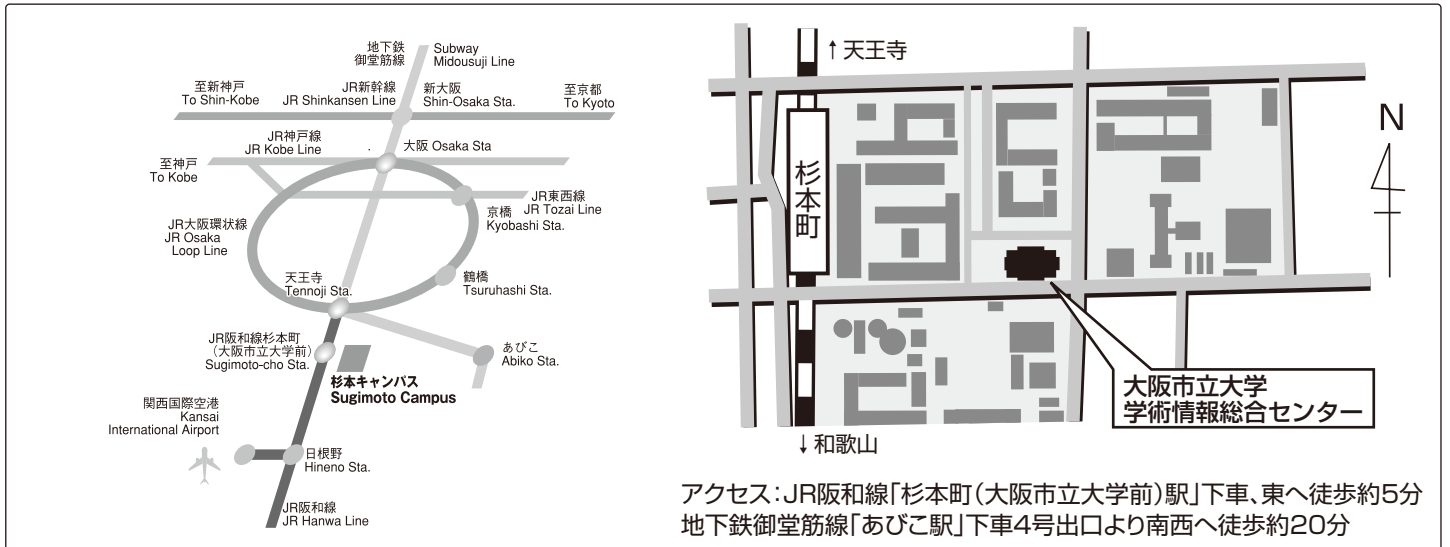 地下鉄
御堂筋線
Subway
Midousuji Line
至新神戸
To Shin-Kobe
JR新幹線
JR Shinkansen Line
新大阪
Shin-Osaka Sta.
至京都
To Kyoto
JR神戸線
JR Kobe Line
大阪 Osaka Sta
至神戸
To Kobe
JR東西線
JR Tozai Line
京橋
Kyobashi Sta.
JR大阪環状線
JR Osaka
Loop Line
鶴橋
Tsuruhashi Sta.
天王寺
Tennoji Sta.
JR阪和線杉本町
(大阪市立大学前)
Sugimoto-cho Sta.
あびこ
Abiko Sta.
杉本キャンパス
Sugimoto Campus
関西国際空港
Kansai
International Airport
日根野
Hineno Sta.
JR阪和線
JR Hanwa Line
↑天王寺
杉本町
N
大阪市立大学
学術情報総合センター
↓和歌山
アクセス:JR阪和線「杉本町(大阪市立大学前)駅」下車、東へ徒歩約5分
地下鉄御堂筋線「あびこ駅」下車4号出口より南西へ徒歩約20分